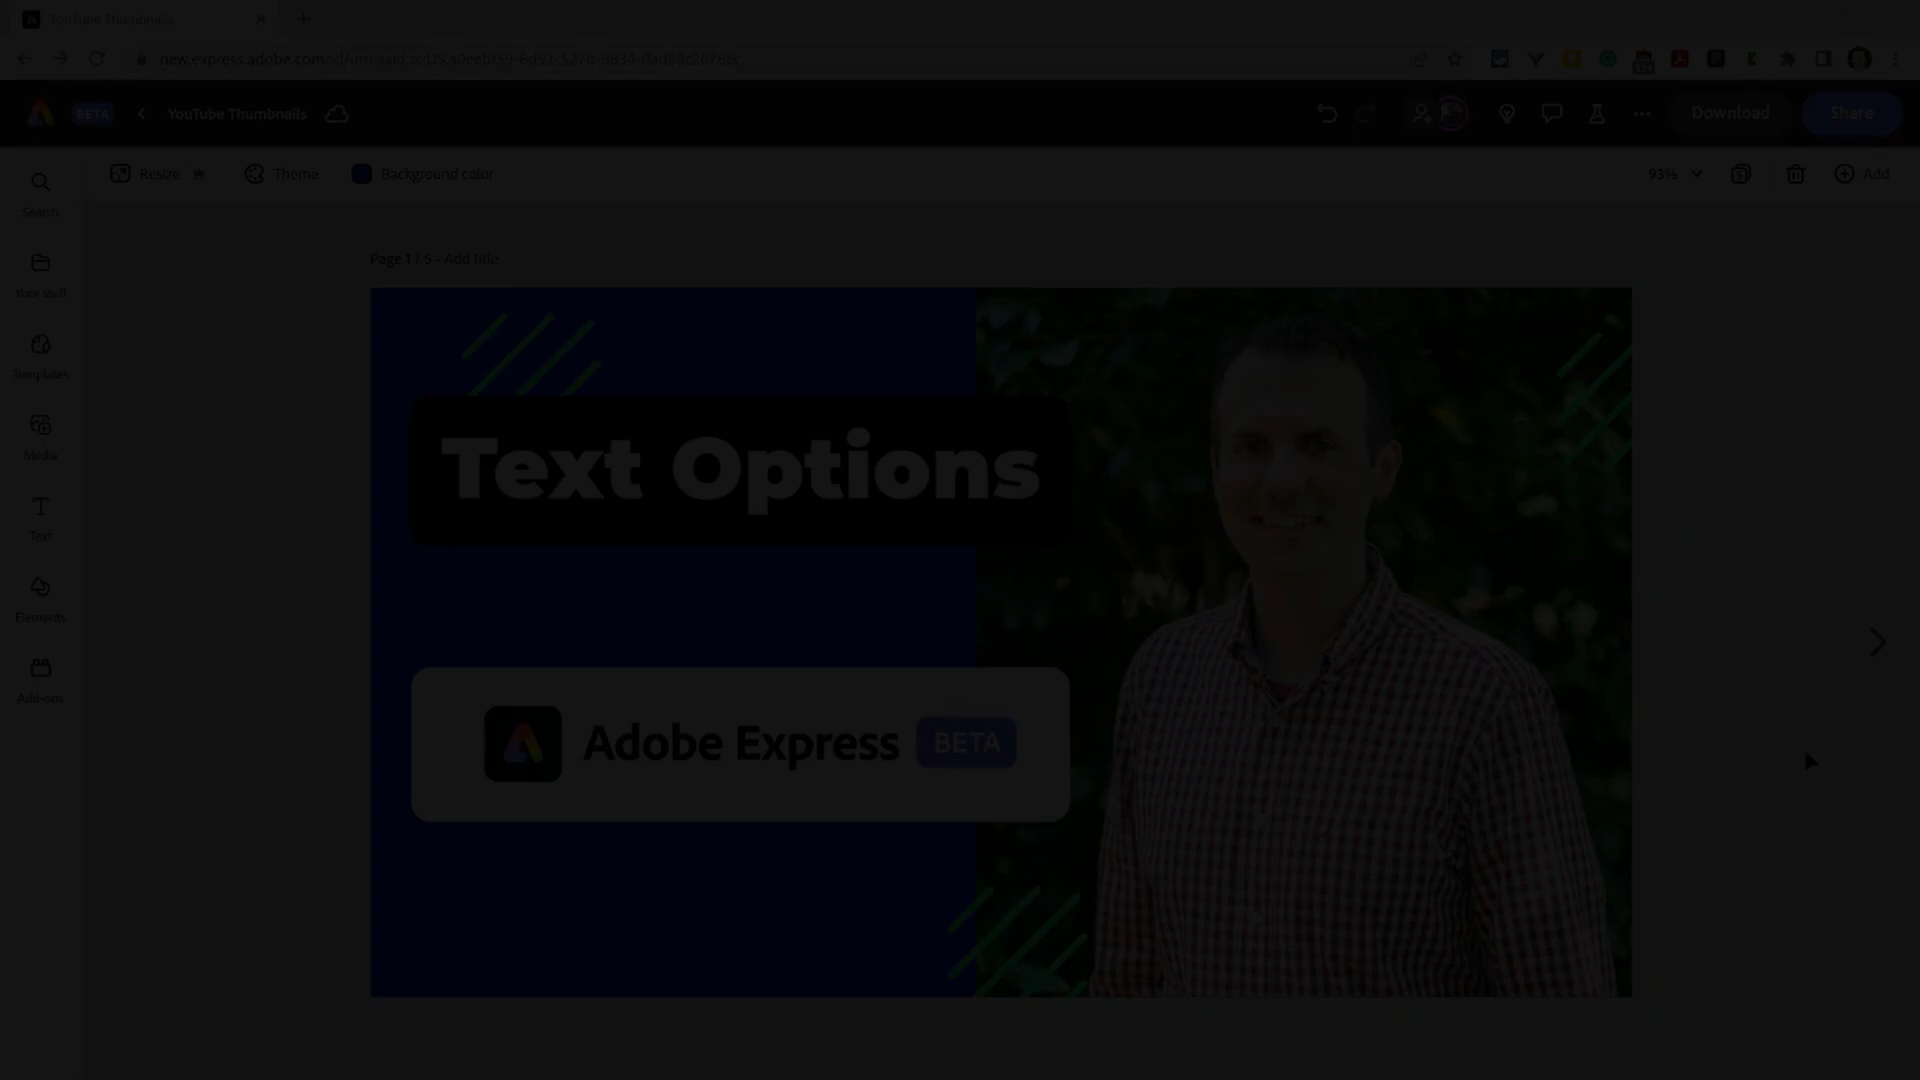 YouTube Thumbnails
BETA
YouTube Thumbnails
Download
Share
Resize
Theme
Background color
93%
Add
Search
Your stuff
Templates
Media
Text
Elements
Add-ons
Page 1 / 5 - Add title
Text Options
Adobe Express BETA